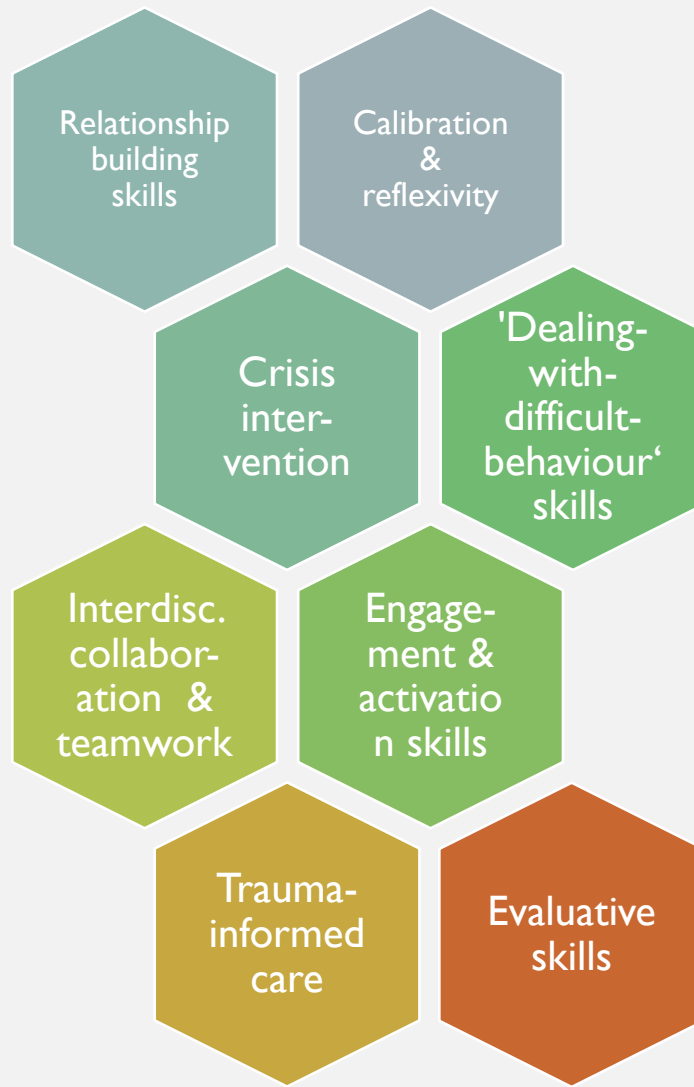 Relationship
building
skills
Calibration
&
reflexivity
Crisis
inter-
vention
'Dealing-
with-
difficult-
behaviour‘
skills
Interdisc.
collabor-
ation & 
teamwork
Engage-
ment &
activatio
n skills
Trauma-
informed
care
Evaluative
skills